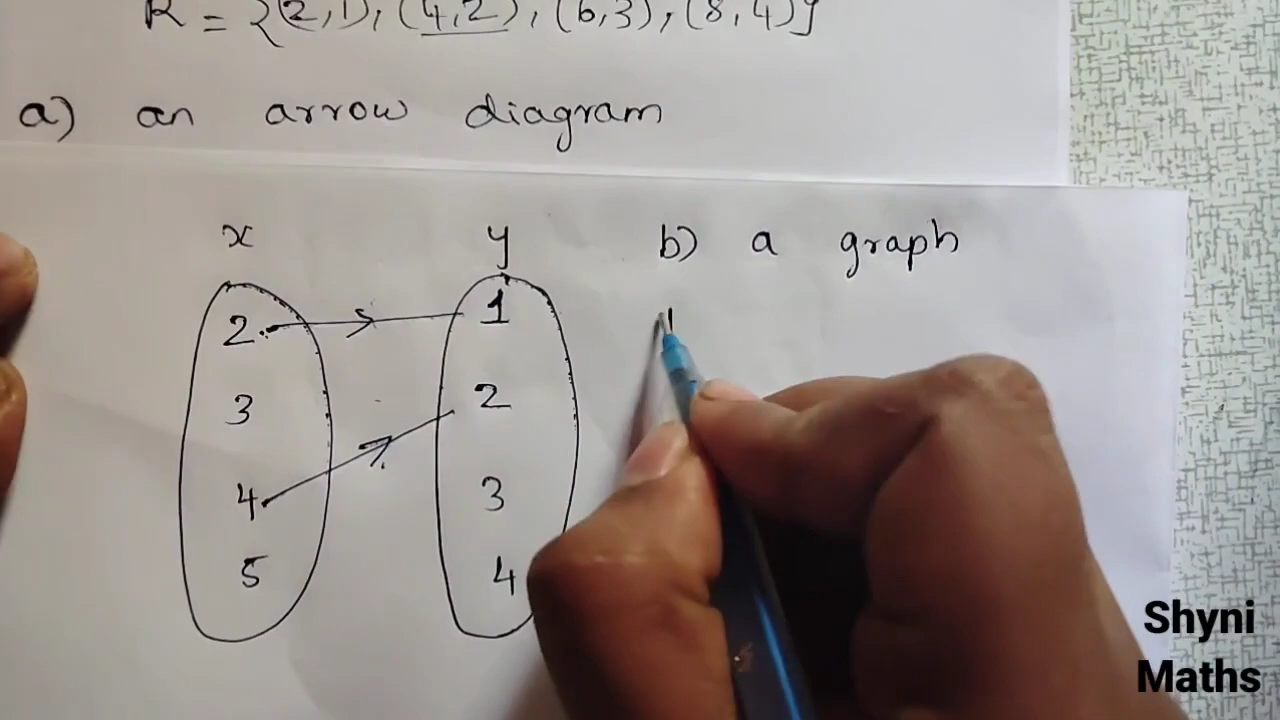 R = {(2,1), (4,2), (6,3), (8,4)}
a) an arrow diagram
x y b) a graph
2 1
3 2
4 3
5 4
Shyni
Maths